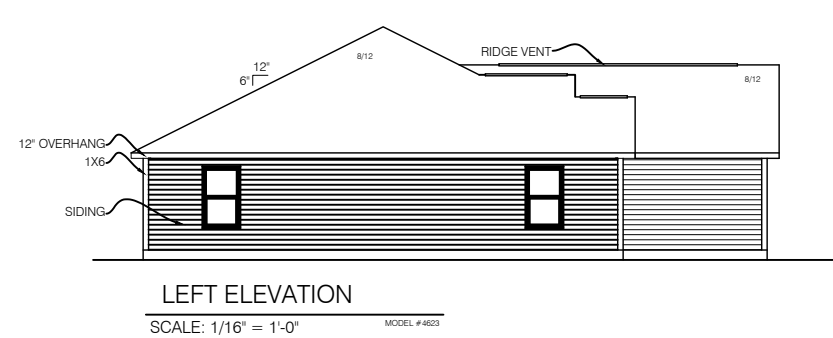 RIDGE VENT
8/12
12"
6"
8/12
12" OVERHANG
1X6
SIDING
LEFT ELEVATION
SCALE: 1/16" = 1'-0"
MODEL #4623